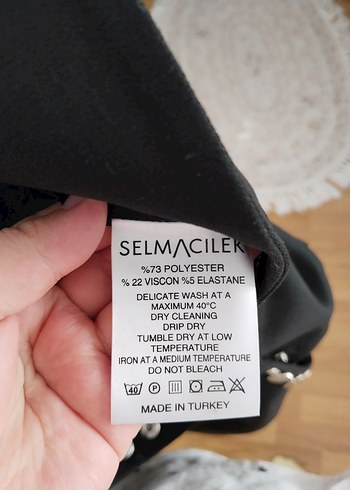 SELMACILEK
%73 POLYESTER
% 22 VISCON %5 ELASTANE
DELICATE WASH AT A
MAXIMUM 40°C
DRY CLEANING
DRIP DRY
TUMBLE DRY AT LOW
TEMPERATURE
IRON AT A MEDIUM TEMPERATURE
DO NOT BLEACH
40 P
MADE IN TURKEY